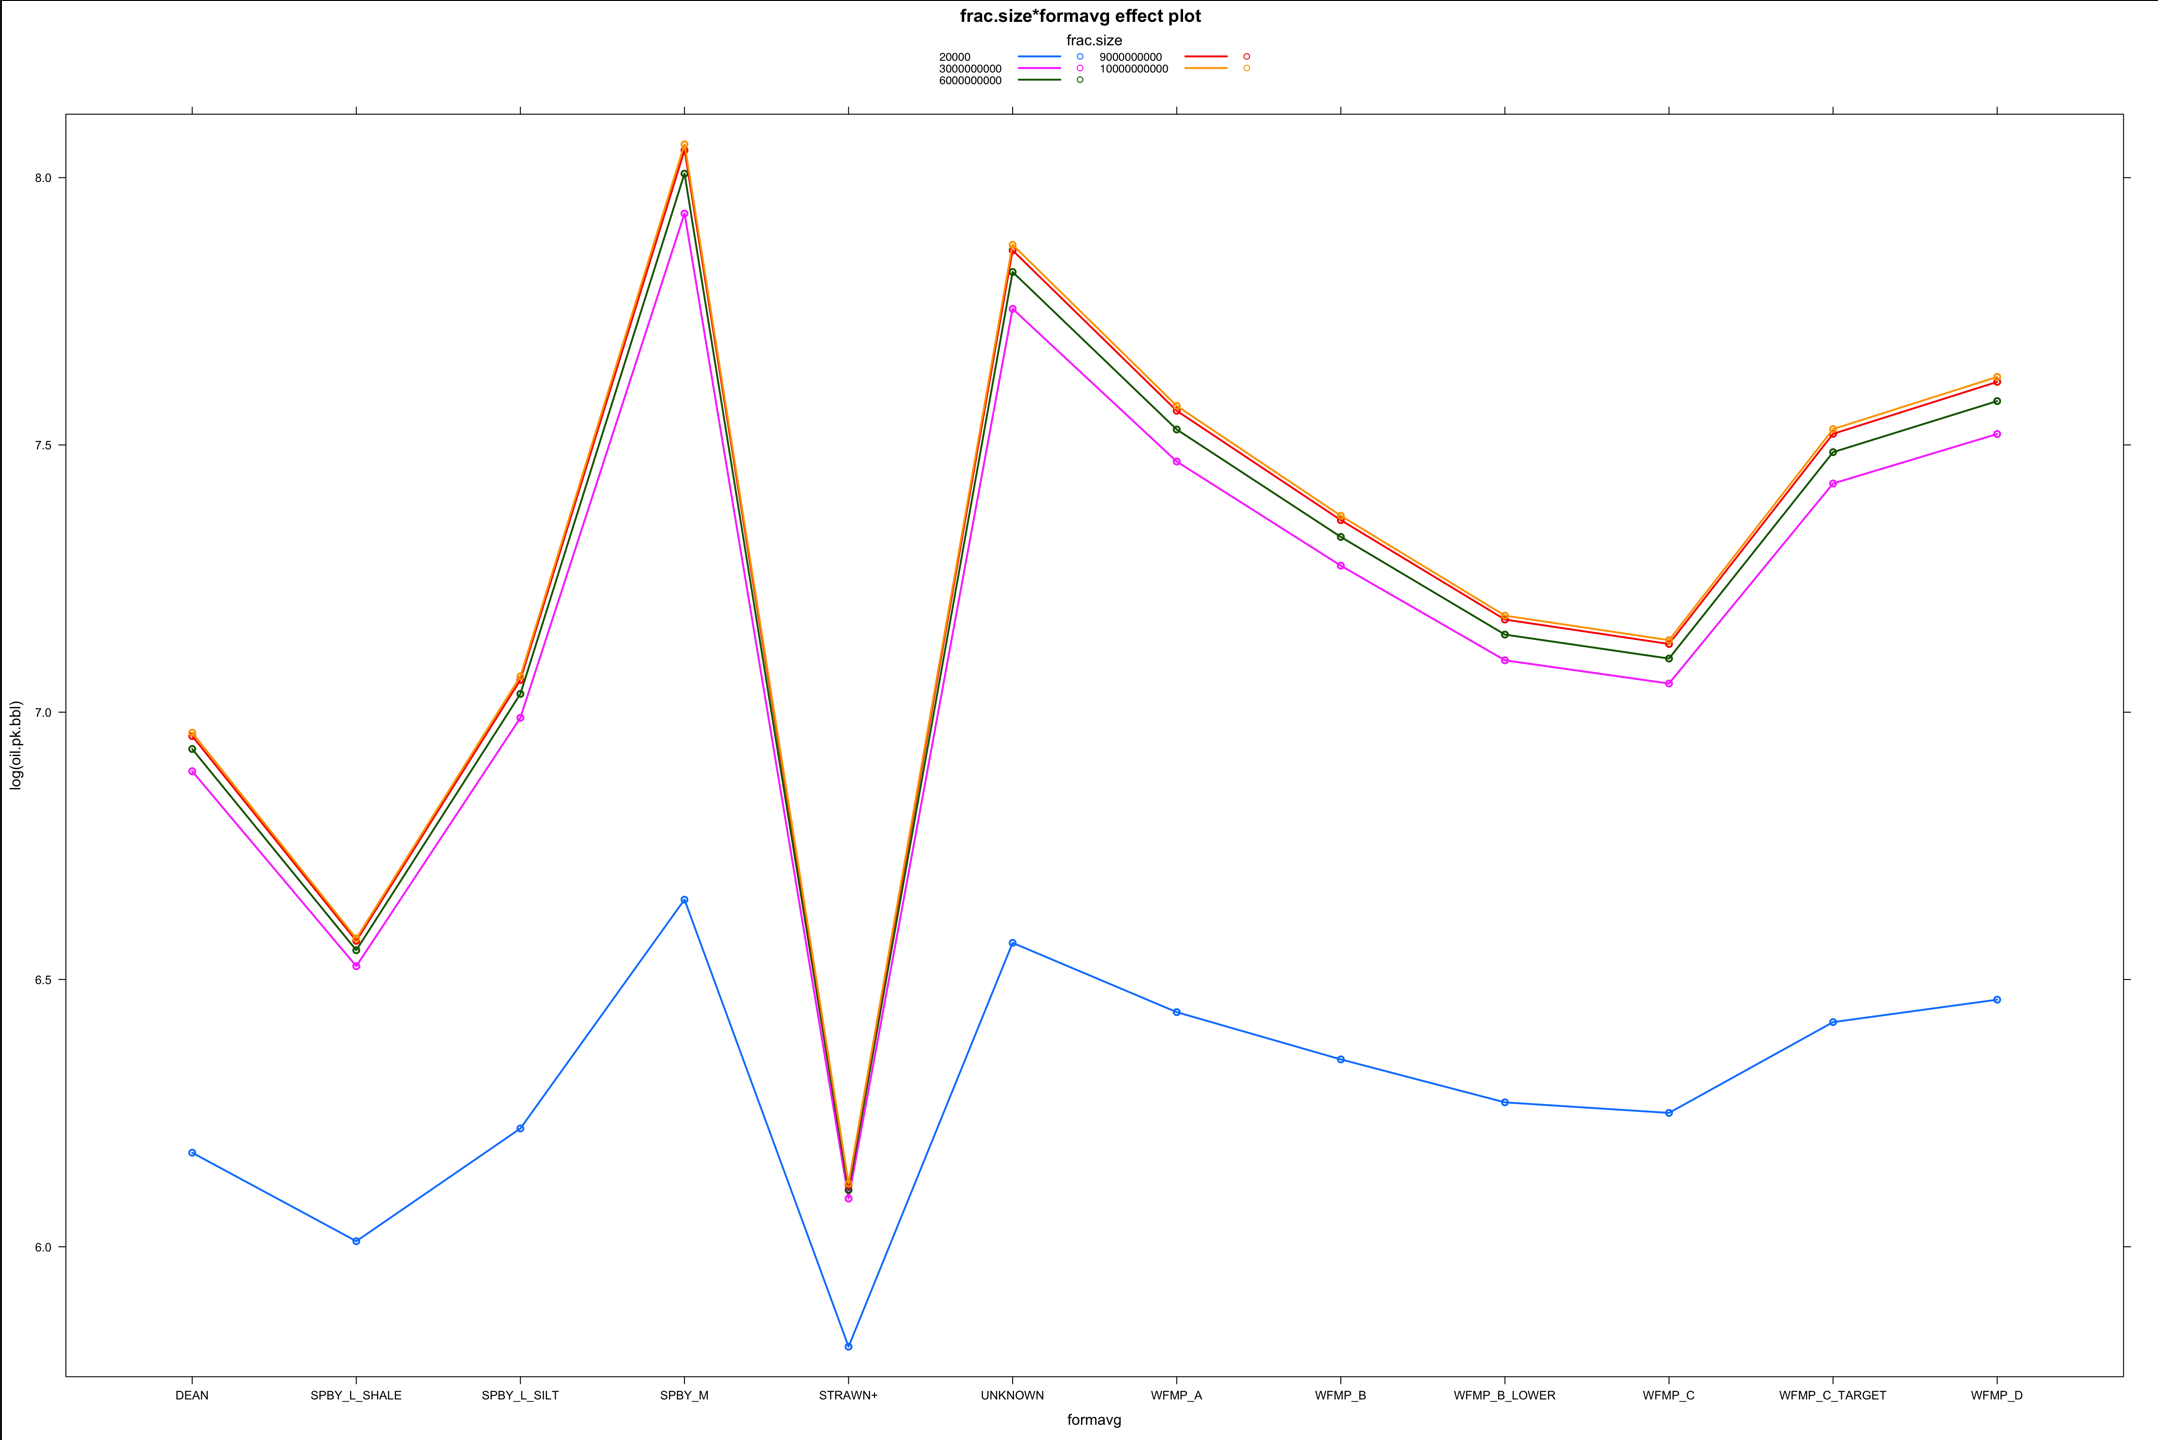 frac.size*formavg effect plot
frac.size
20000 9000000000
3000000000 10000000000
6000000000
8.0
7.5
7.0
6.5
6.0
log(oil.pk.bbl)
DEAN SPBY_L_SHALE SPBY_L_SILT SPBY_M STRAWN+ UNKNOWN WFMP_A WFMP_B WFMP_B_LOWER WFMP_C WFMP_C_TARGET WFMP_D
formavg